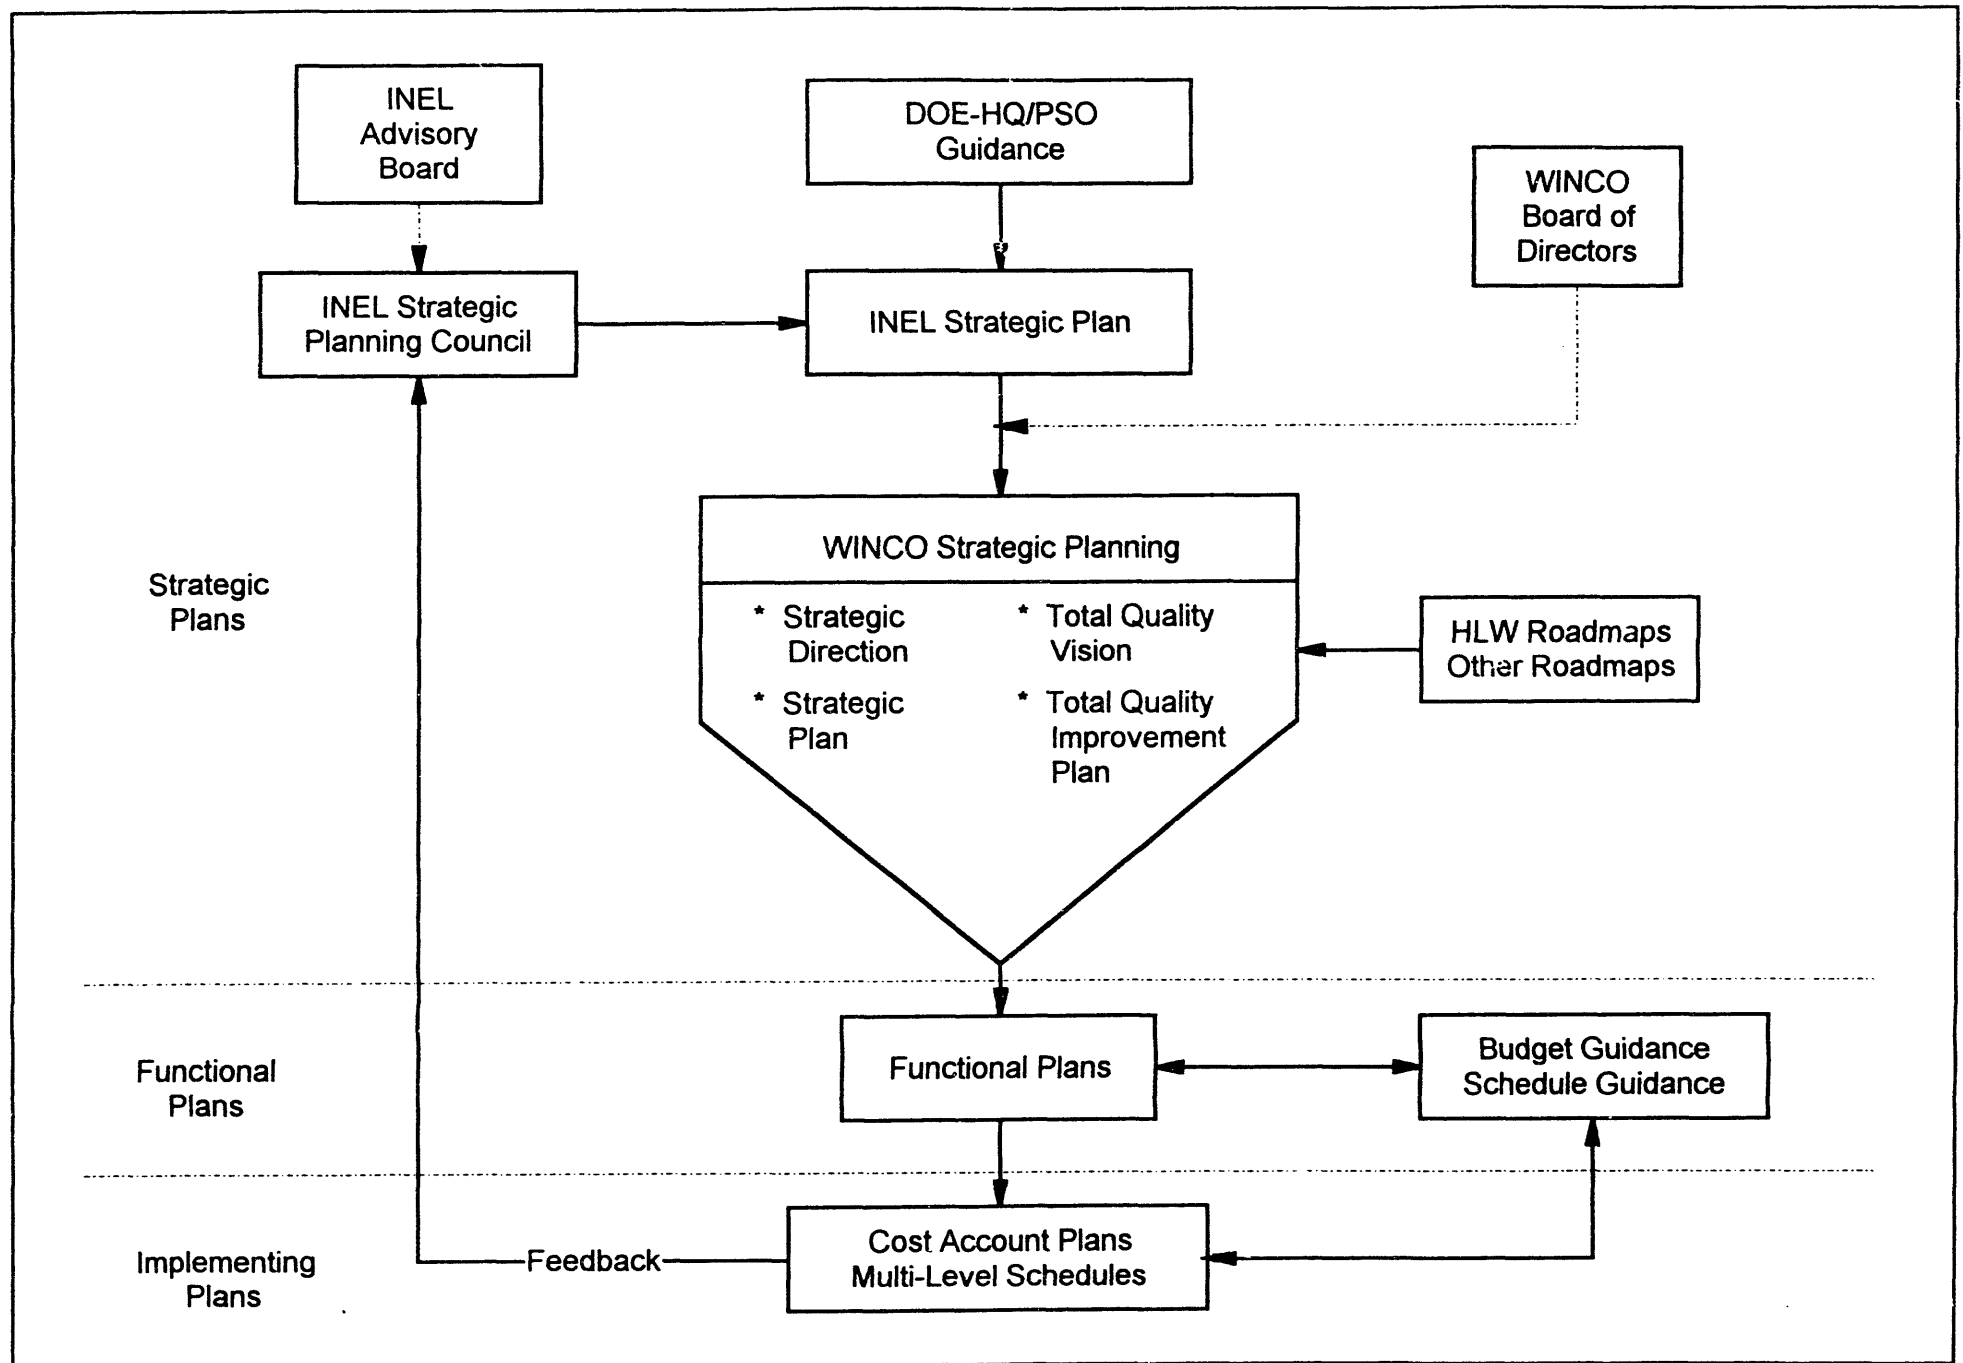 INEL
Advisory
Board
DOE-HQ/PSO
Guidance
WINCO
Board of
Directors
INEL Strategic
Planning Council
INEL Strategic Plan
WINCO Strategic Planning
* Strategic
Direction
* Total Quality
Vision
* Strategic
Plan
* Total Quality
Improvement
Plan
Strategic
Plans
HLW Roadmaps
Other Roadmaps
Functional
Plans
Functional Plans
Budget Guidance
Schedule Guidance
Implementing
Plans
Feedback
Cost Account Plans
Multi-Level Schedules